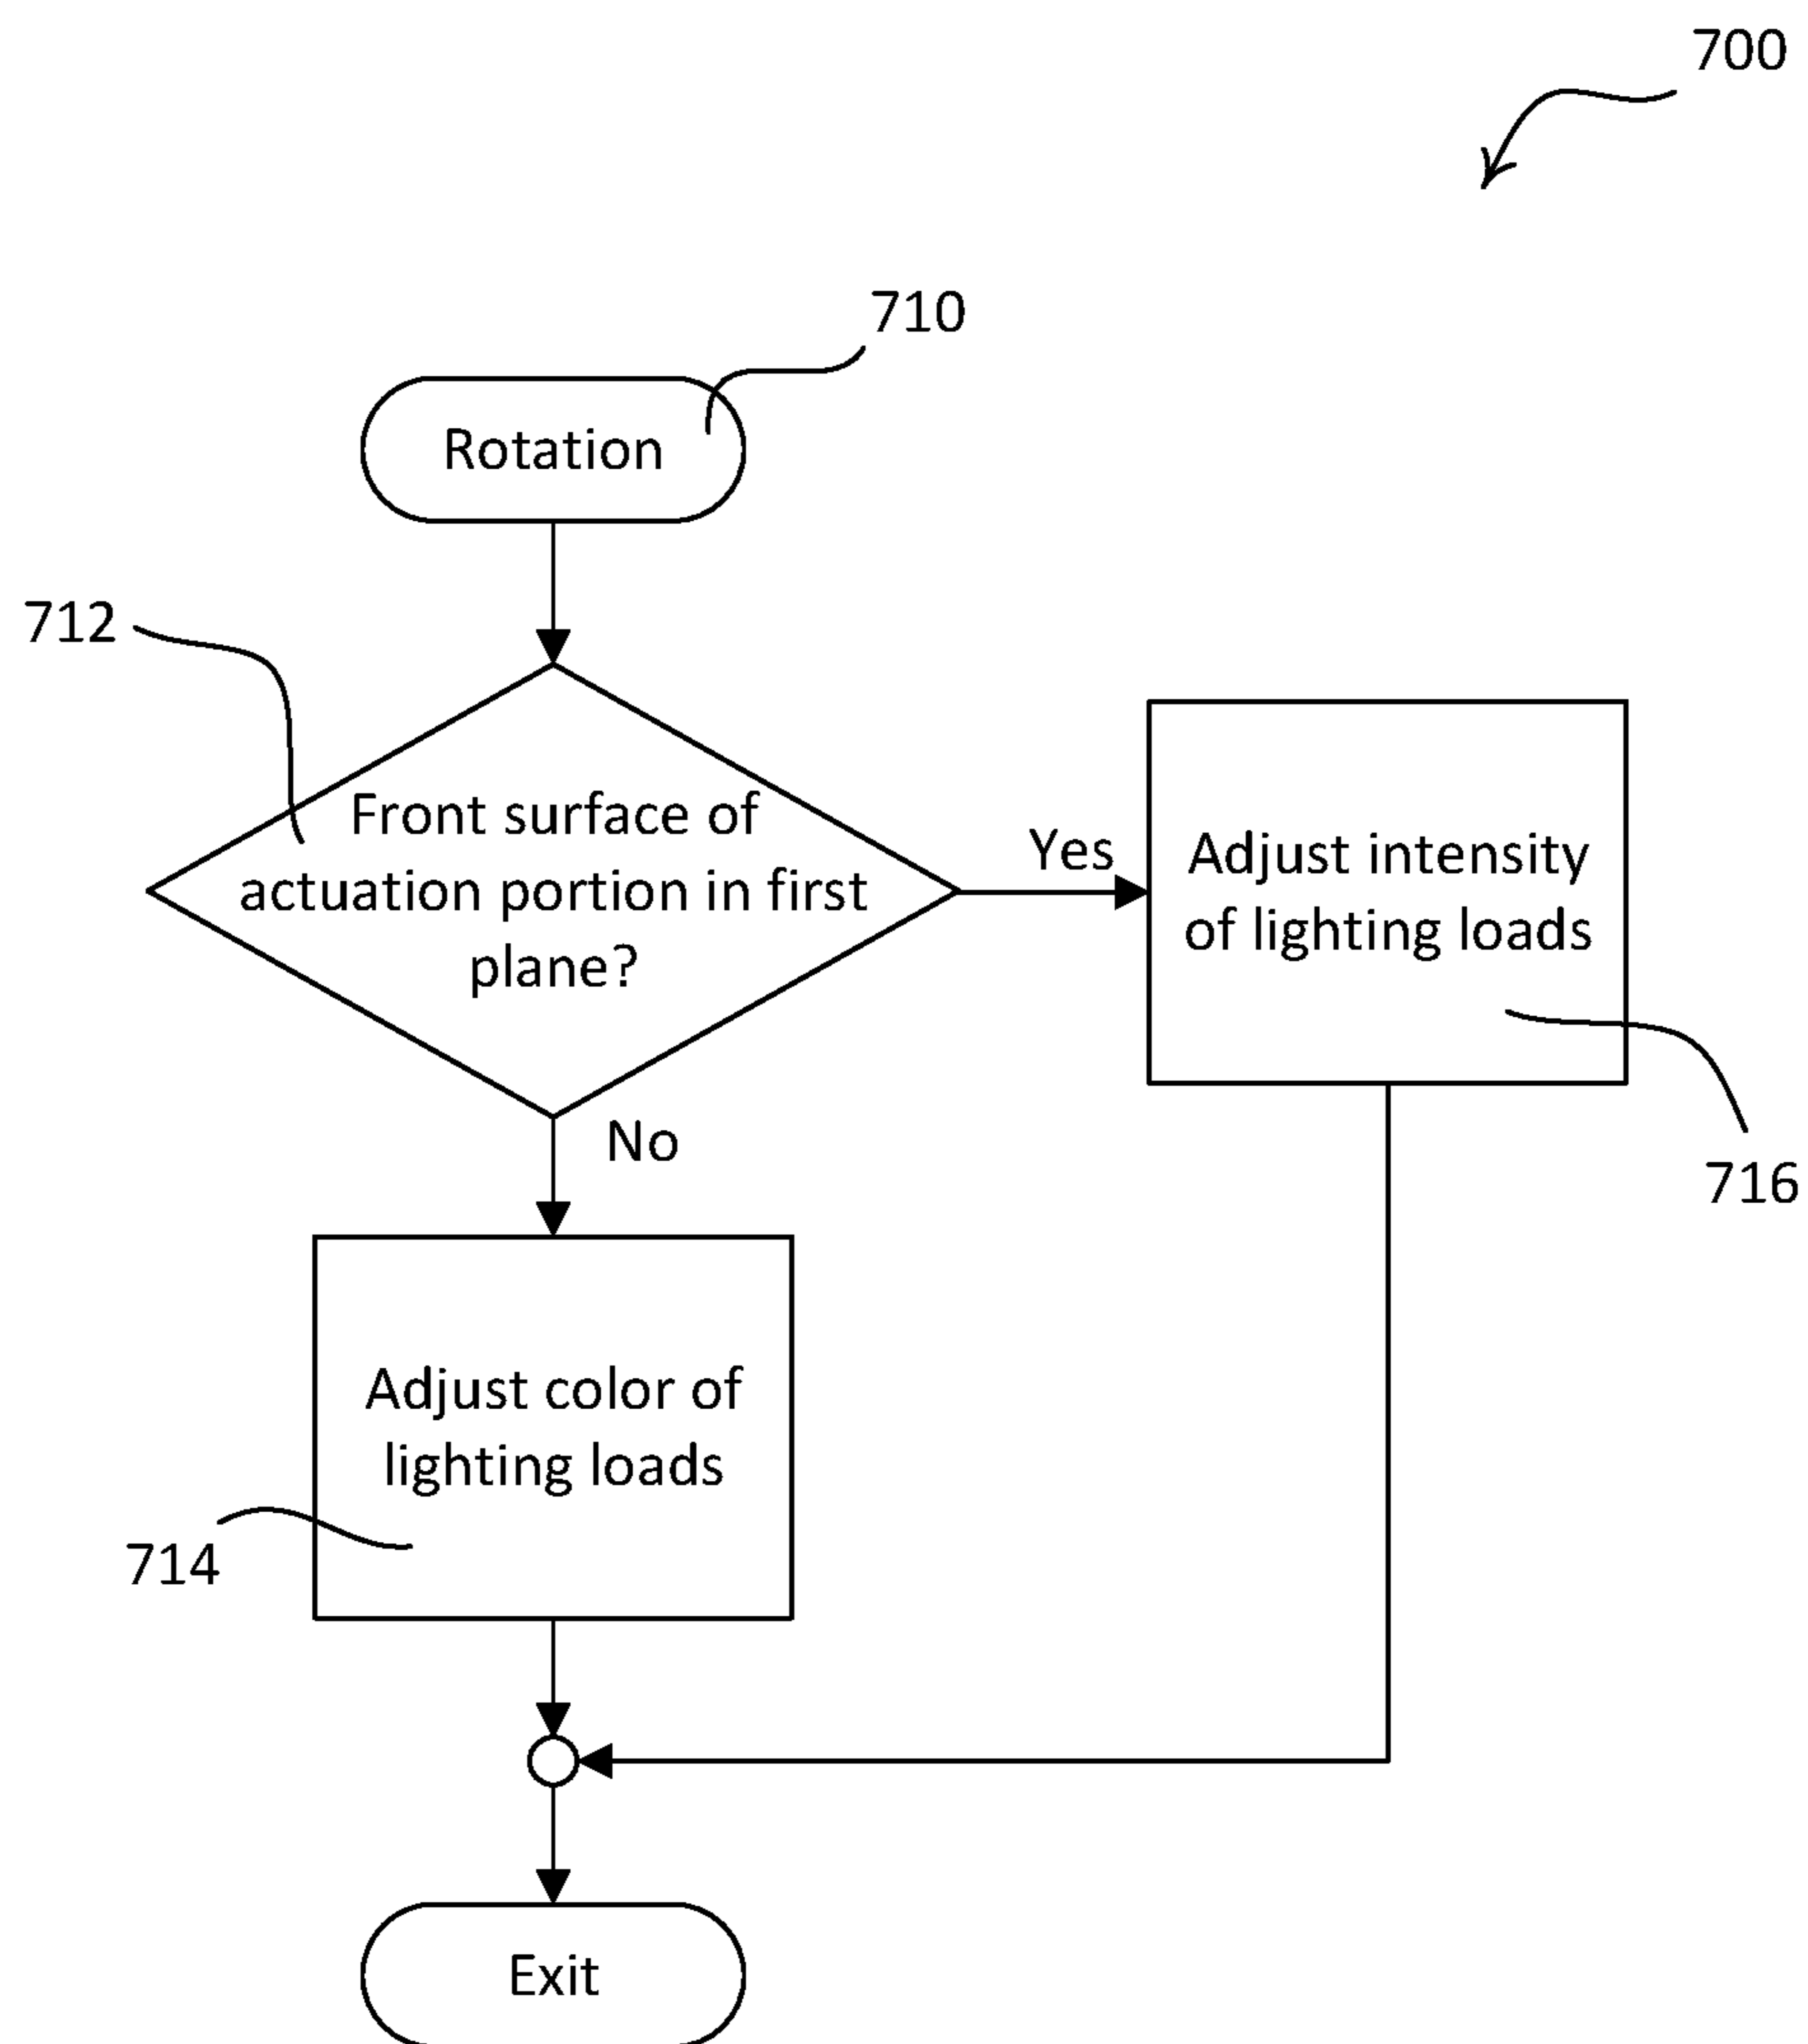 700
710
Rotation
712
Front surface of
actuation portion in first
plane?
Yes
Adjust intensity
of lighting loads
716
No
Adjust color of
lighting loads
714
Exit